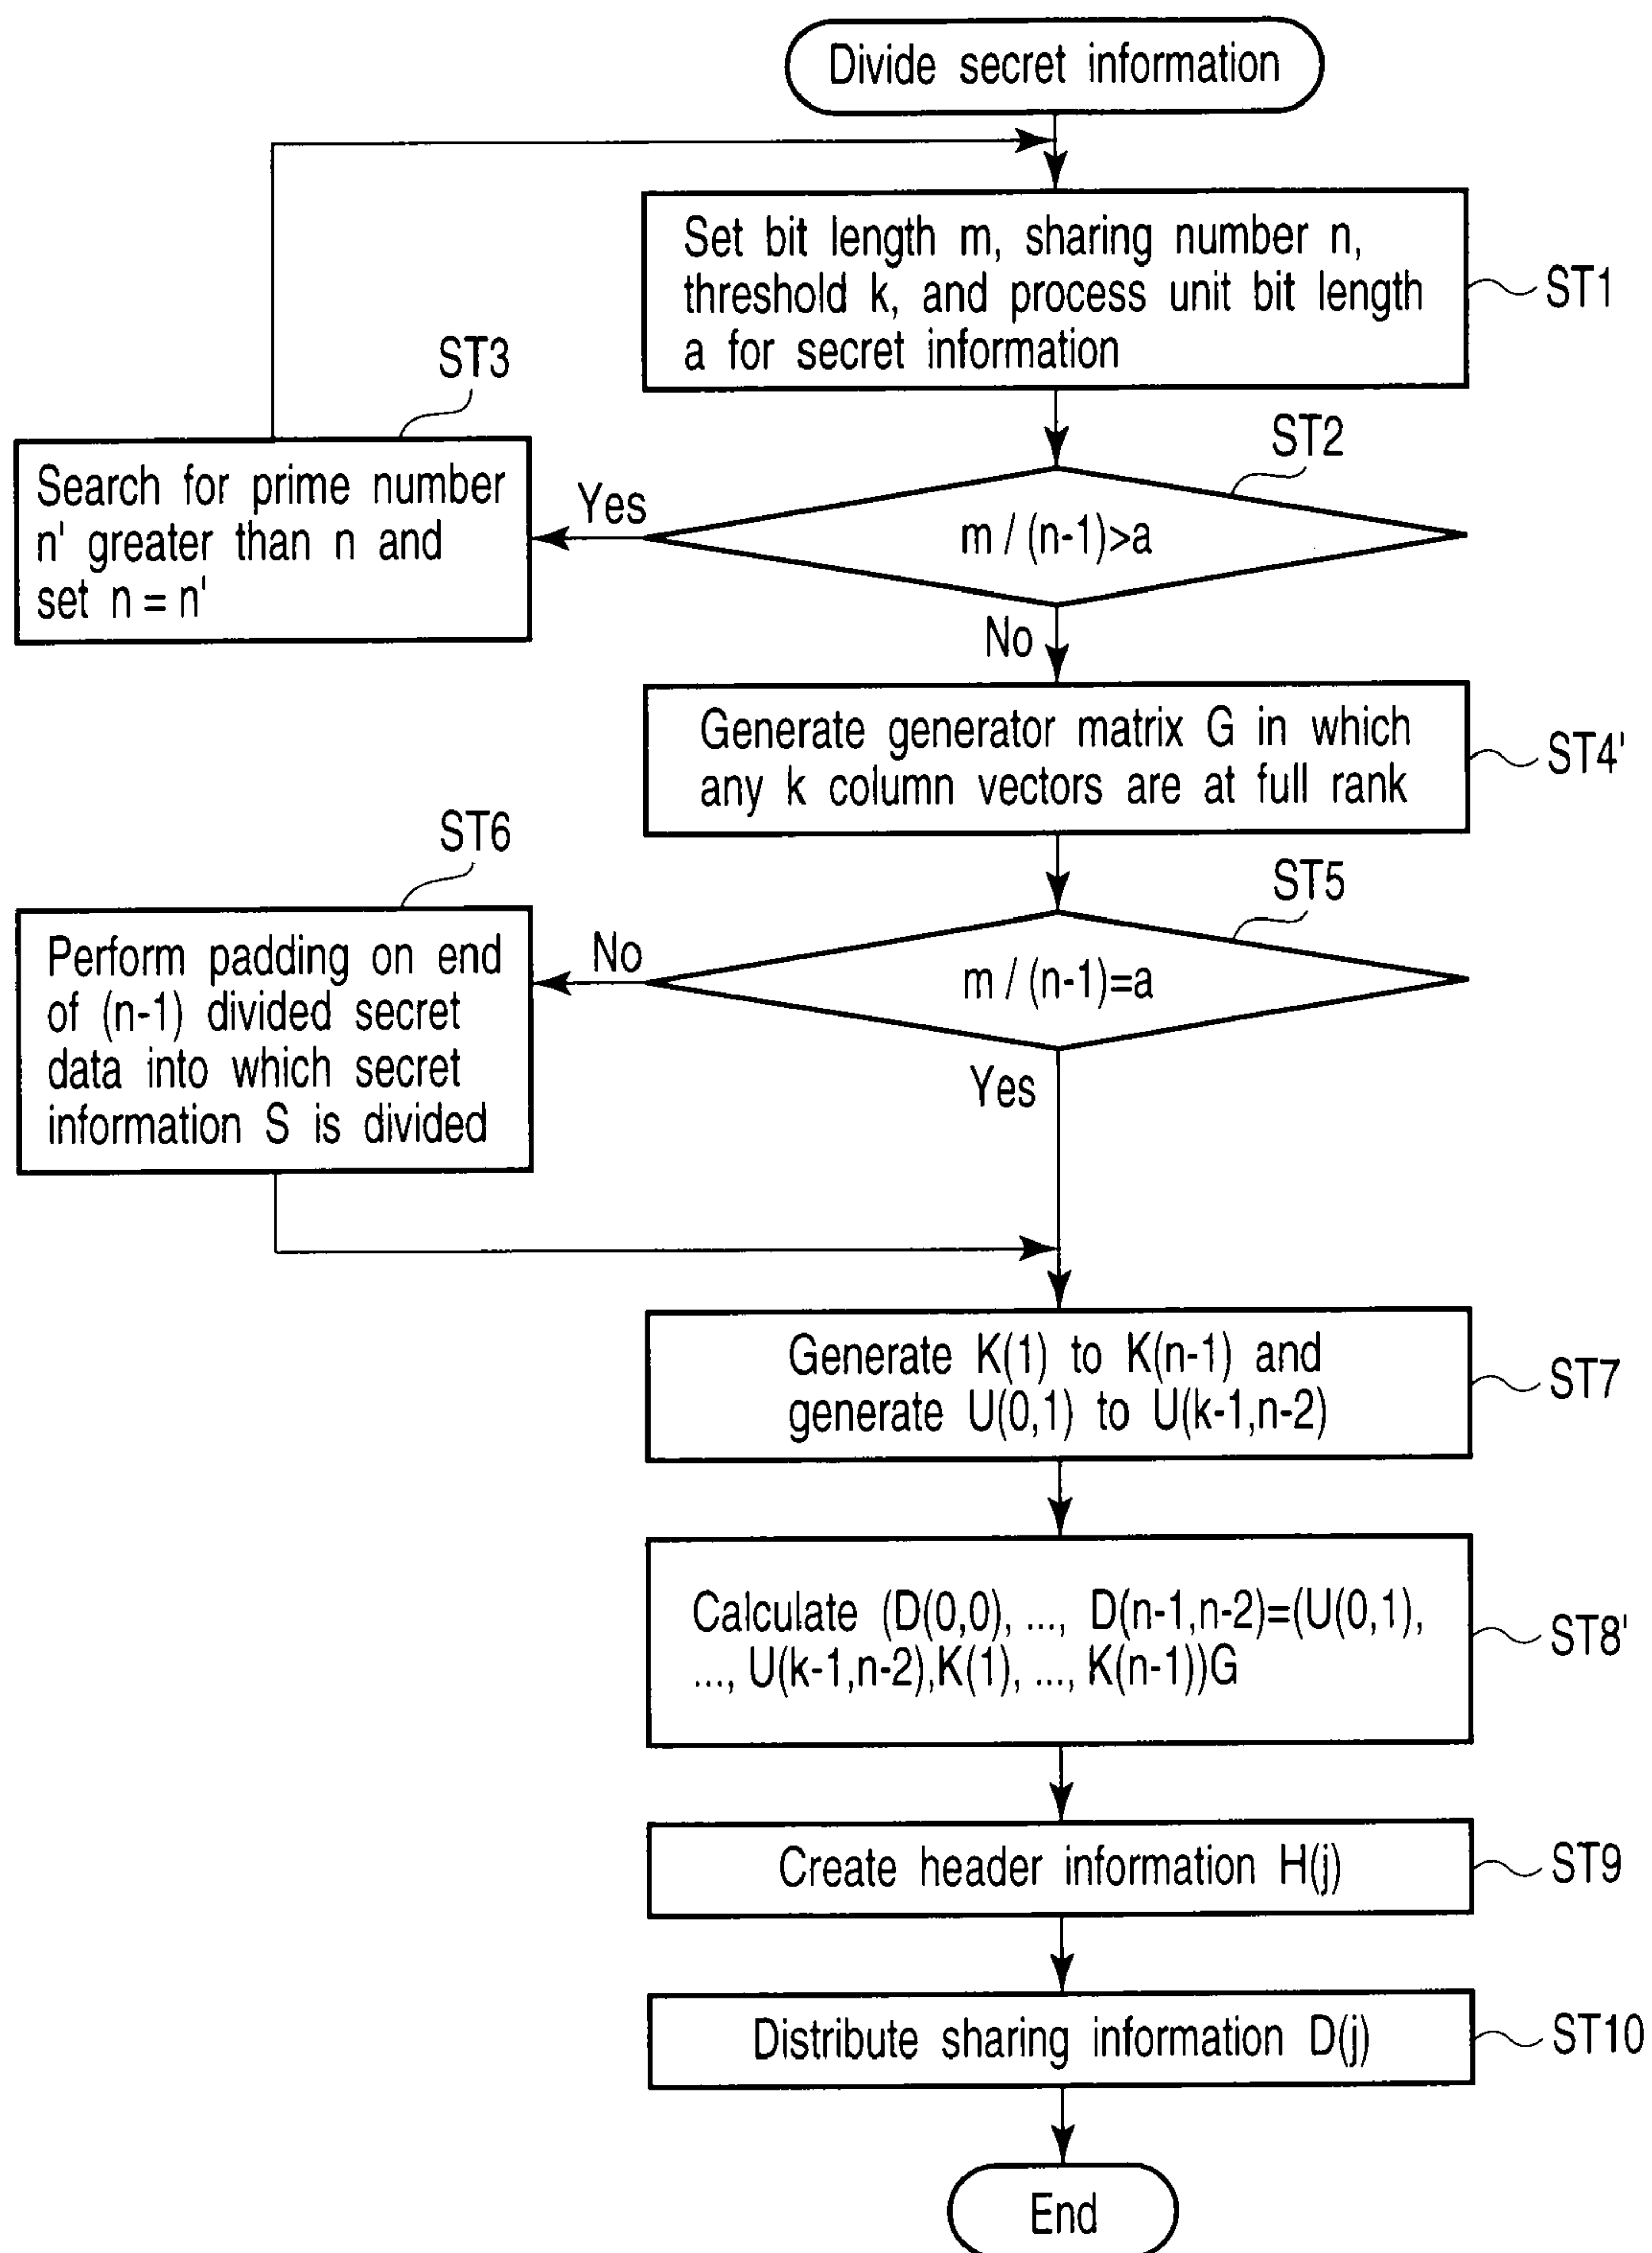 Divide secret information
Set bit length m, sharing number n,
threshold k, and process unit bit length
a for secret information
ST1
ST3
Search for prime number
n' greater than n and
set n = n'
Yes
ST2
m / (n-1)>a
No
Generate generator matrix G in which
any k column vectors are at full rank
ST4'
ST6
Perform padding on end
of (n-1) divided secret
data into which secret
information S is divided
No
ST5
m / (n-1)=a
Yes
Generate K(1) to K(n-1) and
generate U(0,1) to U(k-1,n-2)
ST7
Calculate (D(0,0), ..., D(n-1,n-2)=(U(0,1),
..., U(k-1,n-2),K(1), ..., K(n-1))G
ST8'
Create header information H(j)
ST9
Distribute sharing information D(j)
ST10
End